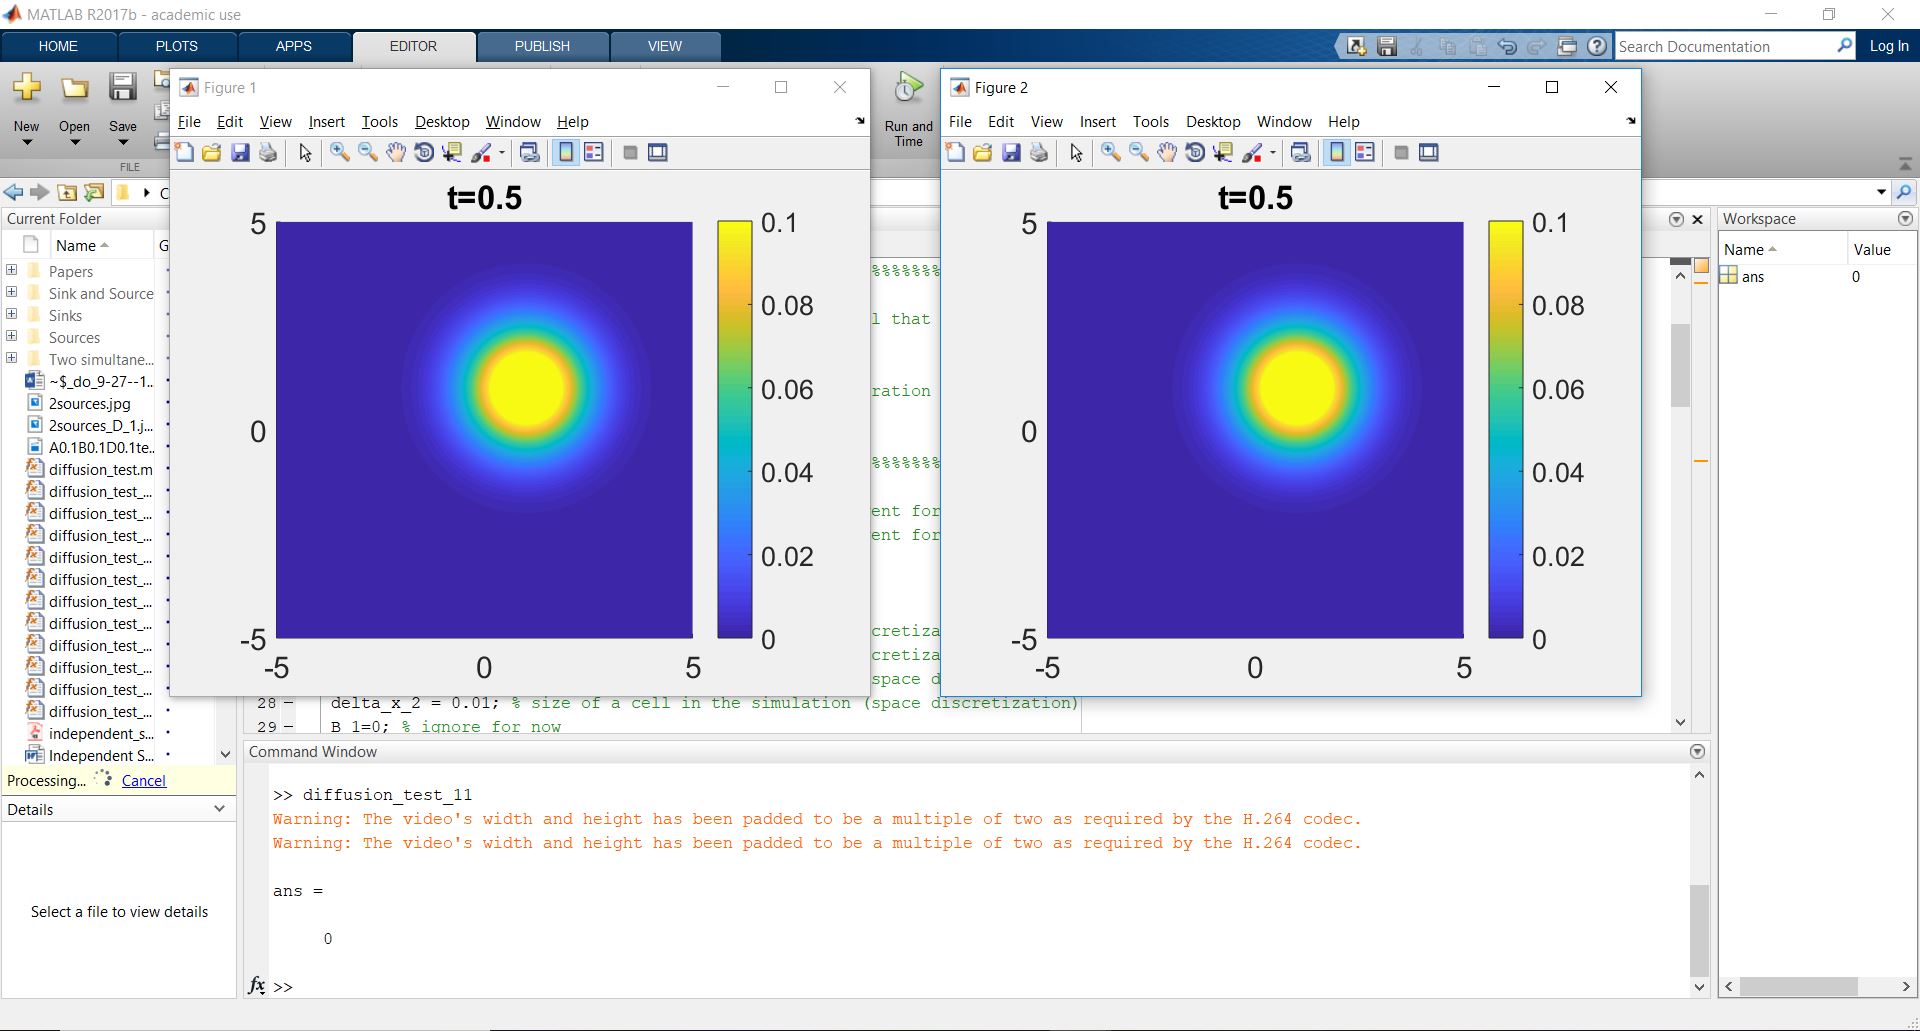 MATLAB R2017b - academic use
HOME PLOTS APPS EDITOR PUBLISH VIEW
Search Documentation
Log In
New Open Save
FILE
Run and
Time
Figure 1
File Edit View Insert Tools Desktop Window Help
t=0.5
5
0
-5
-5 0 5
0.1
0.08
0.06
0.04
0.02
0
Figure 2
File Edit View Insert Tools Desktop Window Help
t=0.5
5
0
-5
-5 0 5
0.1
0.08
0.06
0.04
0.02
0
C
Current Folder
Name G
Papers
Sink and Source
Sinks
Sources
Two simultane...
~$_do_9-27--1...
2sources.jpg
2sources_D_1.j...
A0.1B0.1D0.1te...
diffusion_test.m
diffusion_test_...
diffusion_test_...
diffusion_test_...
diffusion_test_...
diffusion_test_...
diffusion_test_...
diffusion_test_...
diffusion_test_...
diffusion_test_...
diffusion_test_...
diffusion_test_...
independent_s...
Independent S...
Processing... Cancel
Details
Select a file to view details
%%%%%%%
l that
ration
%%%%%%%
ent for
ent for
cretiza
cretiza
space d
28 – delta_x_2 = 0.01; % size of a cell in the simulation (space discretization)
29 – B_1=0; % ignore for now
Command Window
>> diffusion_test_11
Warning: The video's width and height has been padded to be a multiple of two as required by the H.264 codec.
Warning: The video's width and height has been padded to be a multiple of two as required by the H.264 codec.
ans =
0
fx >>
Workspace
Name Value
ans 0